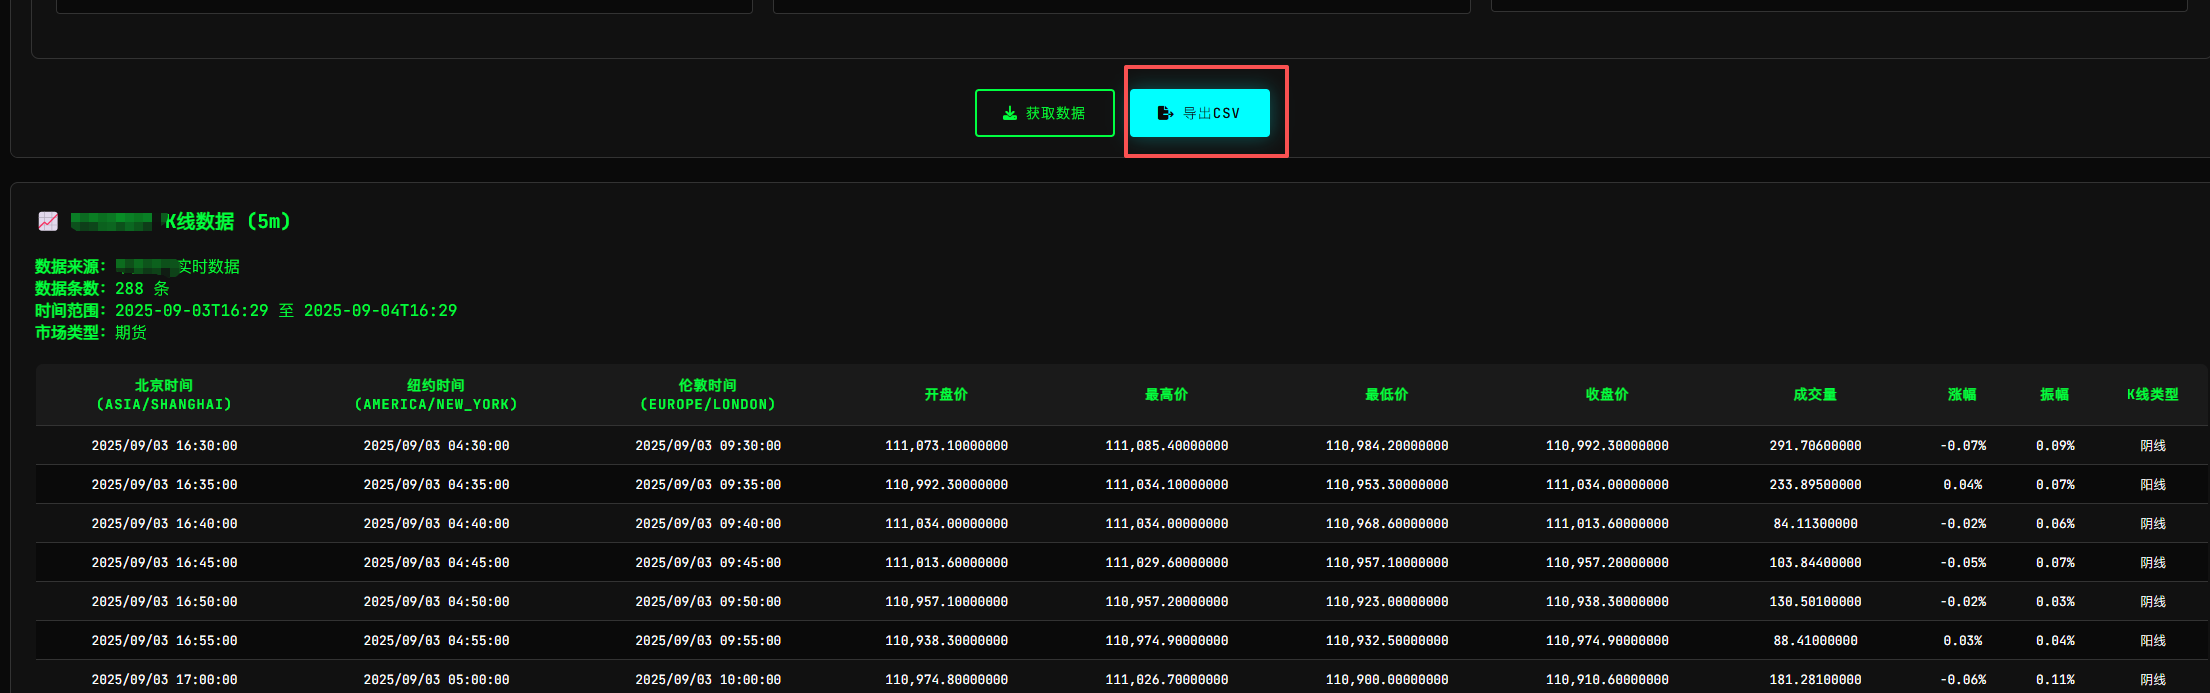 获取数据
导出CSV
K线数据 (5m)
数据来源: 实时数据
数据条数: 288 条
时间范围: 2025-09-03T16:29 至 2025-09-04T16:29
市场类型: 期货
北京时间 (ASIA/SHANGHAI) 纽约时间 (AMERICA/NEW_YORK) 伦敦时间 (EUROPE/LONDON) 开盘价 最高价 最低价 收盘价 成交量 涨幅 振幅 K线类型
2025/09/03 16:30:00 2025/09/03 04:30:00 2025/09/03 09:30:00 111,073.10000000 111,085.40000000 110,984.20000000 110,992.30000000 291.70600000 -0.07% 0.09% 阴线
2025/09/03 16:35:00 2025/09/03 04:35:00 2025/09/03 09:35:00 110,992.30000000 111,034.10000000 110,953.30000000 111,034.00000000 233.89500000 0.04% 0.07% 阳线
2025/09/03 16:40:00 2025/09/03 04:40:00 2025/09/03 09:40:00 111,034.00000000 111,034.00000000 110,968.60000000 111,013.60000000 84.11300000 -0.02% 0.06% 阴线
2025/09/03 16:45:00 2025/09/03 04:45:00 2025/09/03 09:45:00 111,013.60000000 111,029.60000000 110,957.10000000 110,957.20000000 103.84400000 -0.05% 0.07% 阴线
2025/09/03 16:50:00 2025/09/03 04:50:00 2025/09/03 09:50:00 110,957.10000000 110,957.20000000 110,923.00000000 110,938.30000000 130.50100000 -0.02% 0.03% 阴线
2025/09/03 16:55:00 2025/09/03 04:55:00 2025/09/03 09:55:00 110,938.30000000 110,974.90000000 110,932.50000000 110,974.90000000 88.41000000 0.03% 0.04% 阳线
2025/09/03 17:00:00 2025/09/03 05:00:00 2025/09/03 10:00:00 110,974.80000000 111,026.70000000 110,900.00000000 110,910.60000000 181.28100000 -0.06% 0.11% 阴线